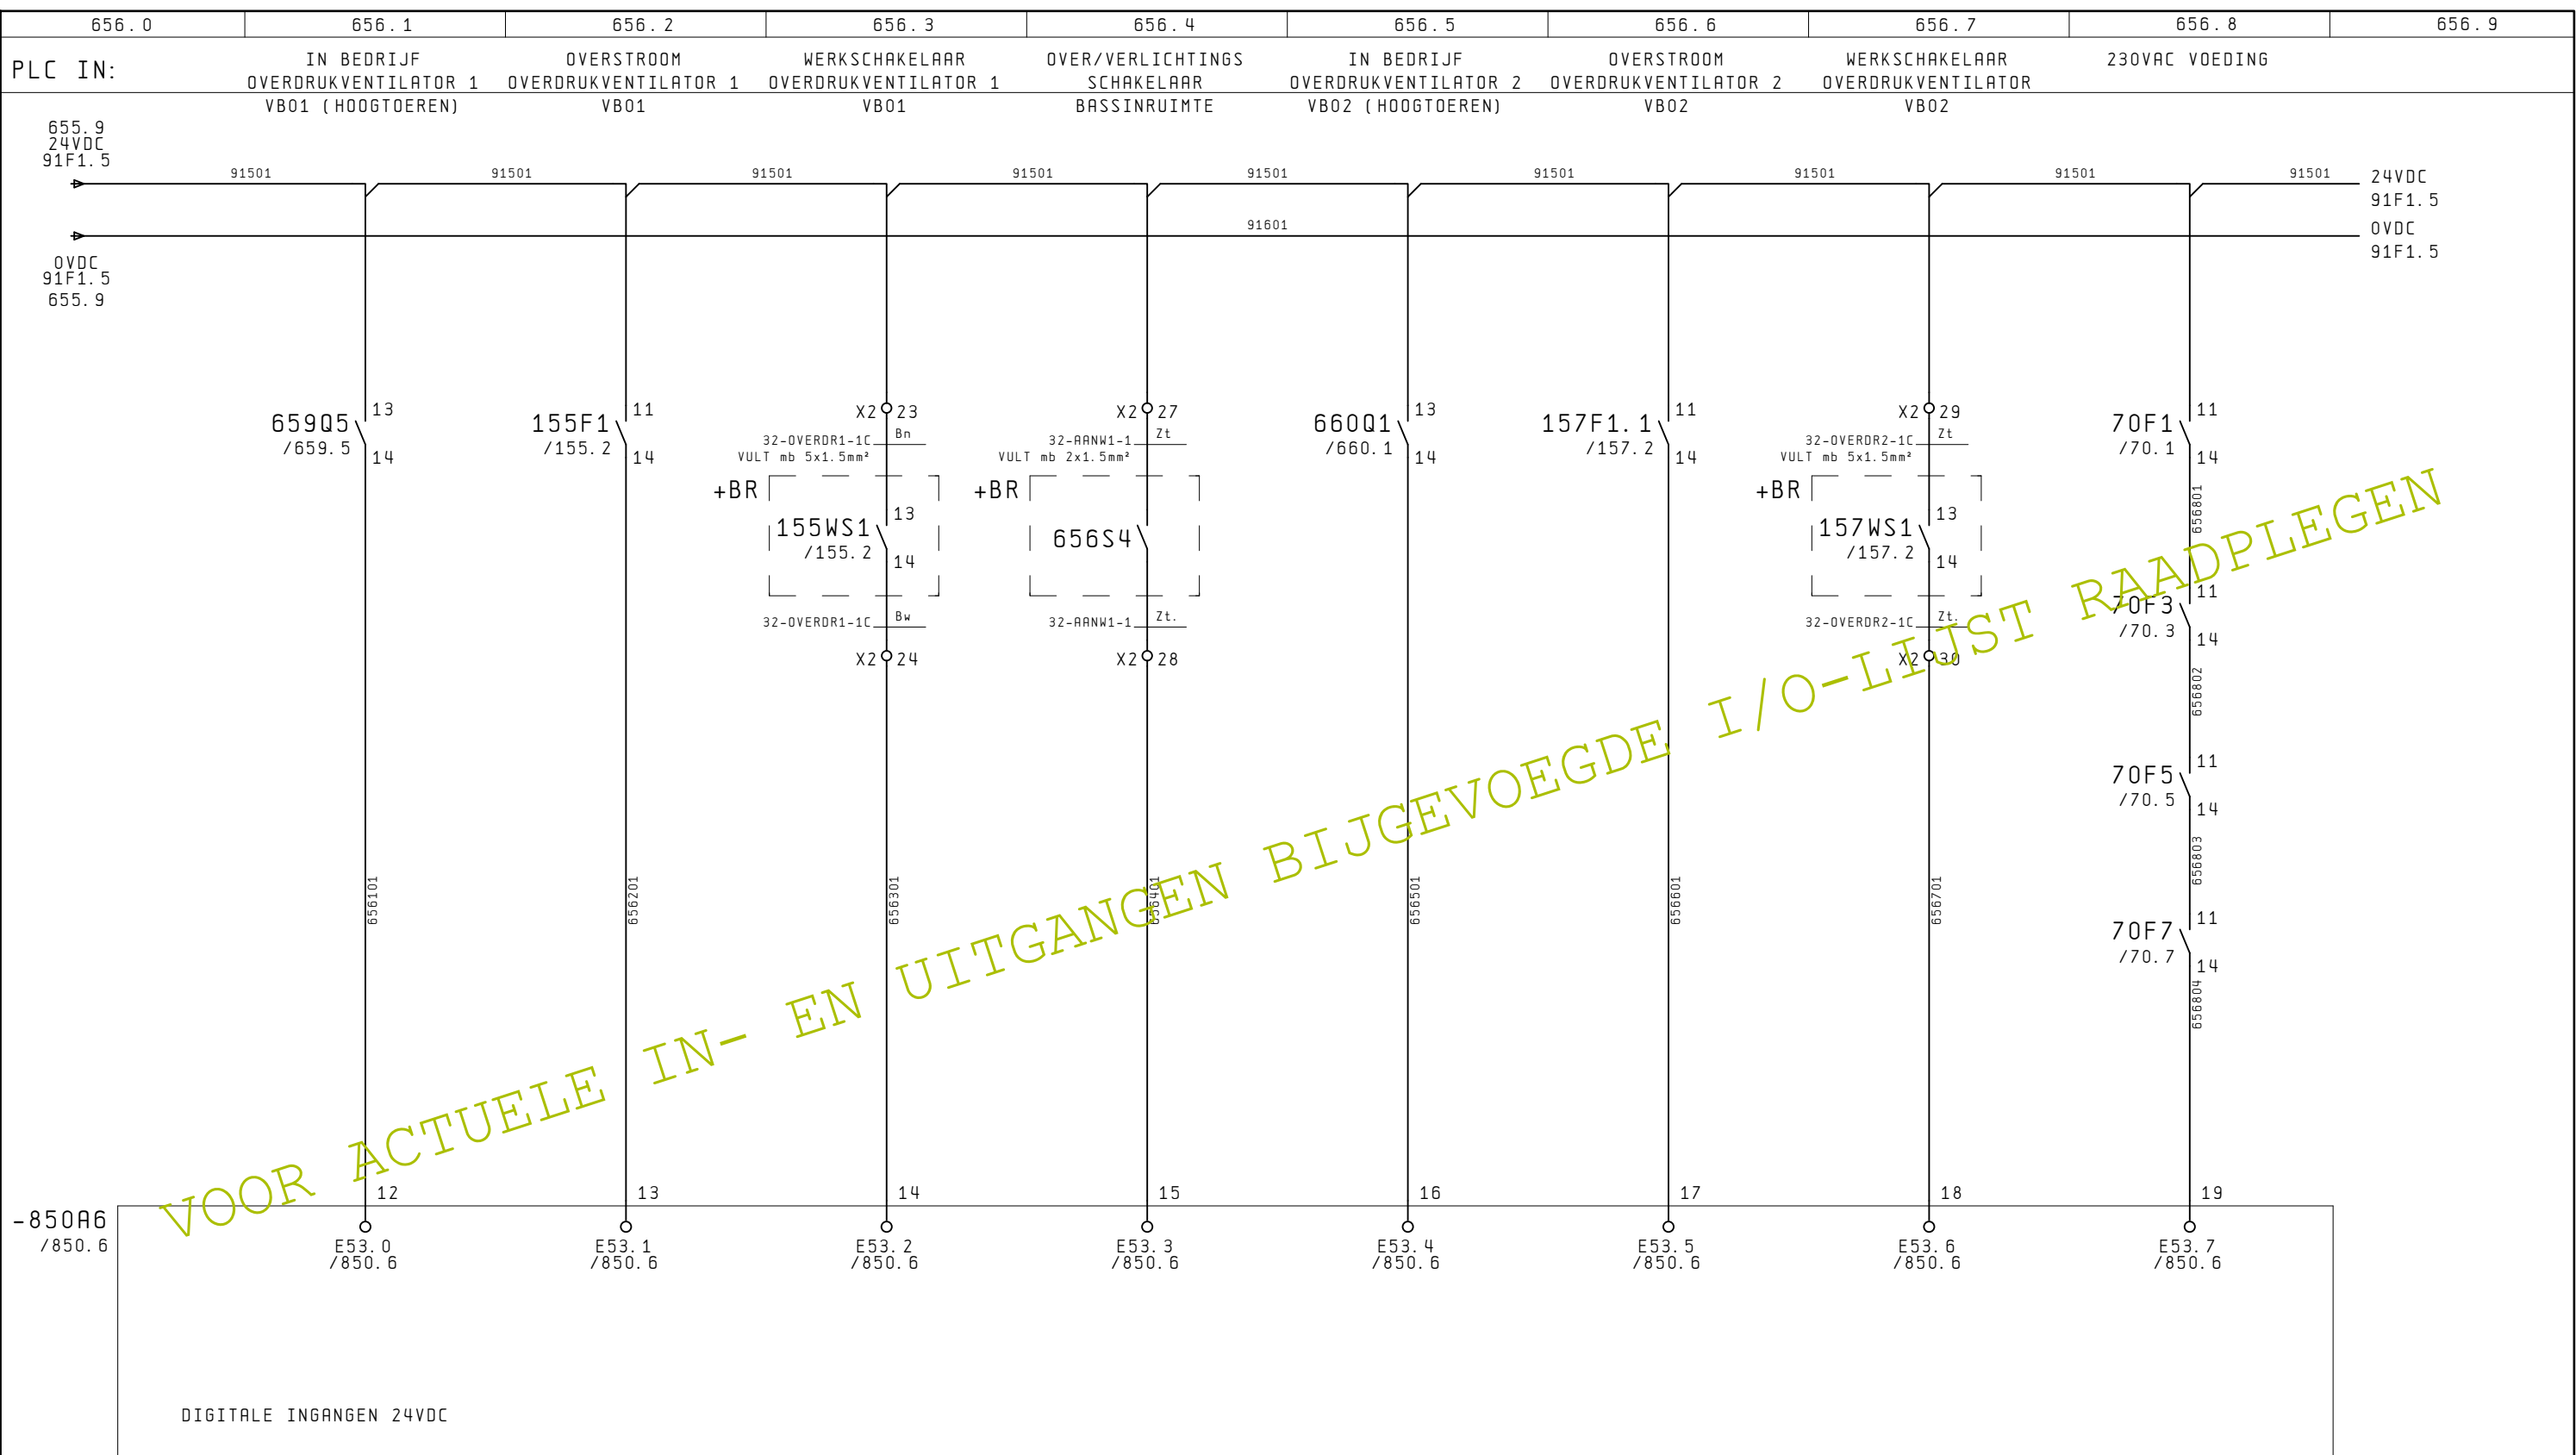 656.0 656.1 656.2 656.3 656.4 656.5 656.6 656.7 656.8 656.9
PLC IN:
IN BEDRIJF
OVERDRUKVENTILATOR 1
VB01 (HOOGTOEREN)
OVERSTROOM
OVERDRUKVENTILATOR 1
VB01
WERKSCHAKELAAR
OVERDRUKVENTILATOR 1
VB01
OVER/VERLICHTINGS
SCHAKELAAR
BASSINRUIMTE
IN BEDRIJF
OVERDRUKVENTILATOR 2
VB02 (HOOGTOEREN)
OVERSTROOM
OVERDRUKVENTILATOR 2
VB02
WERKSCHAKELAAR
OVERDRUKVENTILATOR
VB02
230VAC VOEDING
655.9
24VDC
91F1.5
91501 91501 91501 91501 91501 91501 91501 91501 91501
24VDC
91F1.5
91601
0VDC
91F1.5
0VDC
91F1.5
655.9
659Q5
/659.5
13
14
155F1
/155.2
11
14
X2 23
32-OVERDR1-1C Bn
VULT mb 5x1.5mm²
+BR
155WS1
/155.2
13
14
32-OVERDR1-1C Bw
X2 24
X2 27
32-AANW1-1 Zt
VULT mb 2x1.5mm²
+BR
656S4
32-AANW1-1 Zt.
X2 28
660Q1
/660.1
13
14
157F1.1
/157.2
11
14
X2 29
32-OVERDR2-1C Zt
VULT mb 5x1.5mm²
+BR
157WS1
/157.2
13
14
32-OVERDR2-1C Zt.
X2 30
70F1
/70.1
11
14
656801
70F3
/70.3
11
14
656802
70F5
/70.5
11
14
656803
70F7
/70.7
11
14
656804
656101 656201 656301 656401 656501 656601 656701
VOOR ACTUELE IN- EN UITGANGEN BIJGEVOEGDE I/O-LIJST RAADPLEGEN
12 13 14 15 16 17 18 19
-850A6
/850.6
E53.0 E53.1 E53.2 E53.3 E53.4 E53.5 E53.6 E53.7
/850.6 /850.6 /850.6 /850.6 /850.6 /850.6 /850.6 /850.6
DIGITALE INGANGEN 24VDC